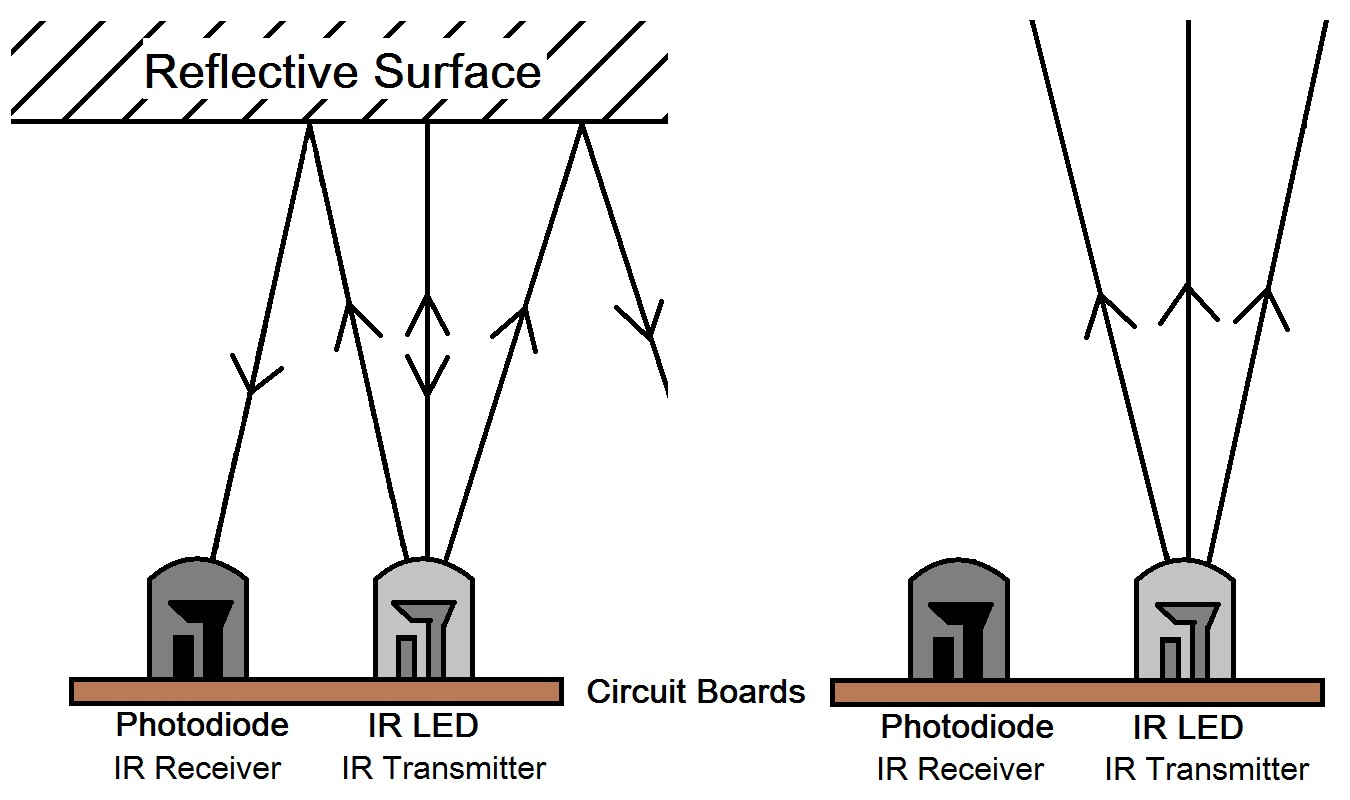 Reflective Surface
Circuit Boards
Photodiode
IR LED
IR Receiver
IR Transmitter
Photodiode
IR LED
IR Receiver
IR Transmitter